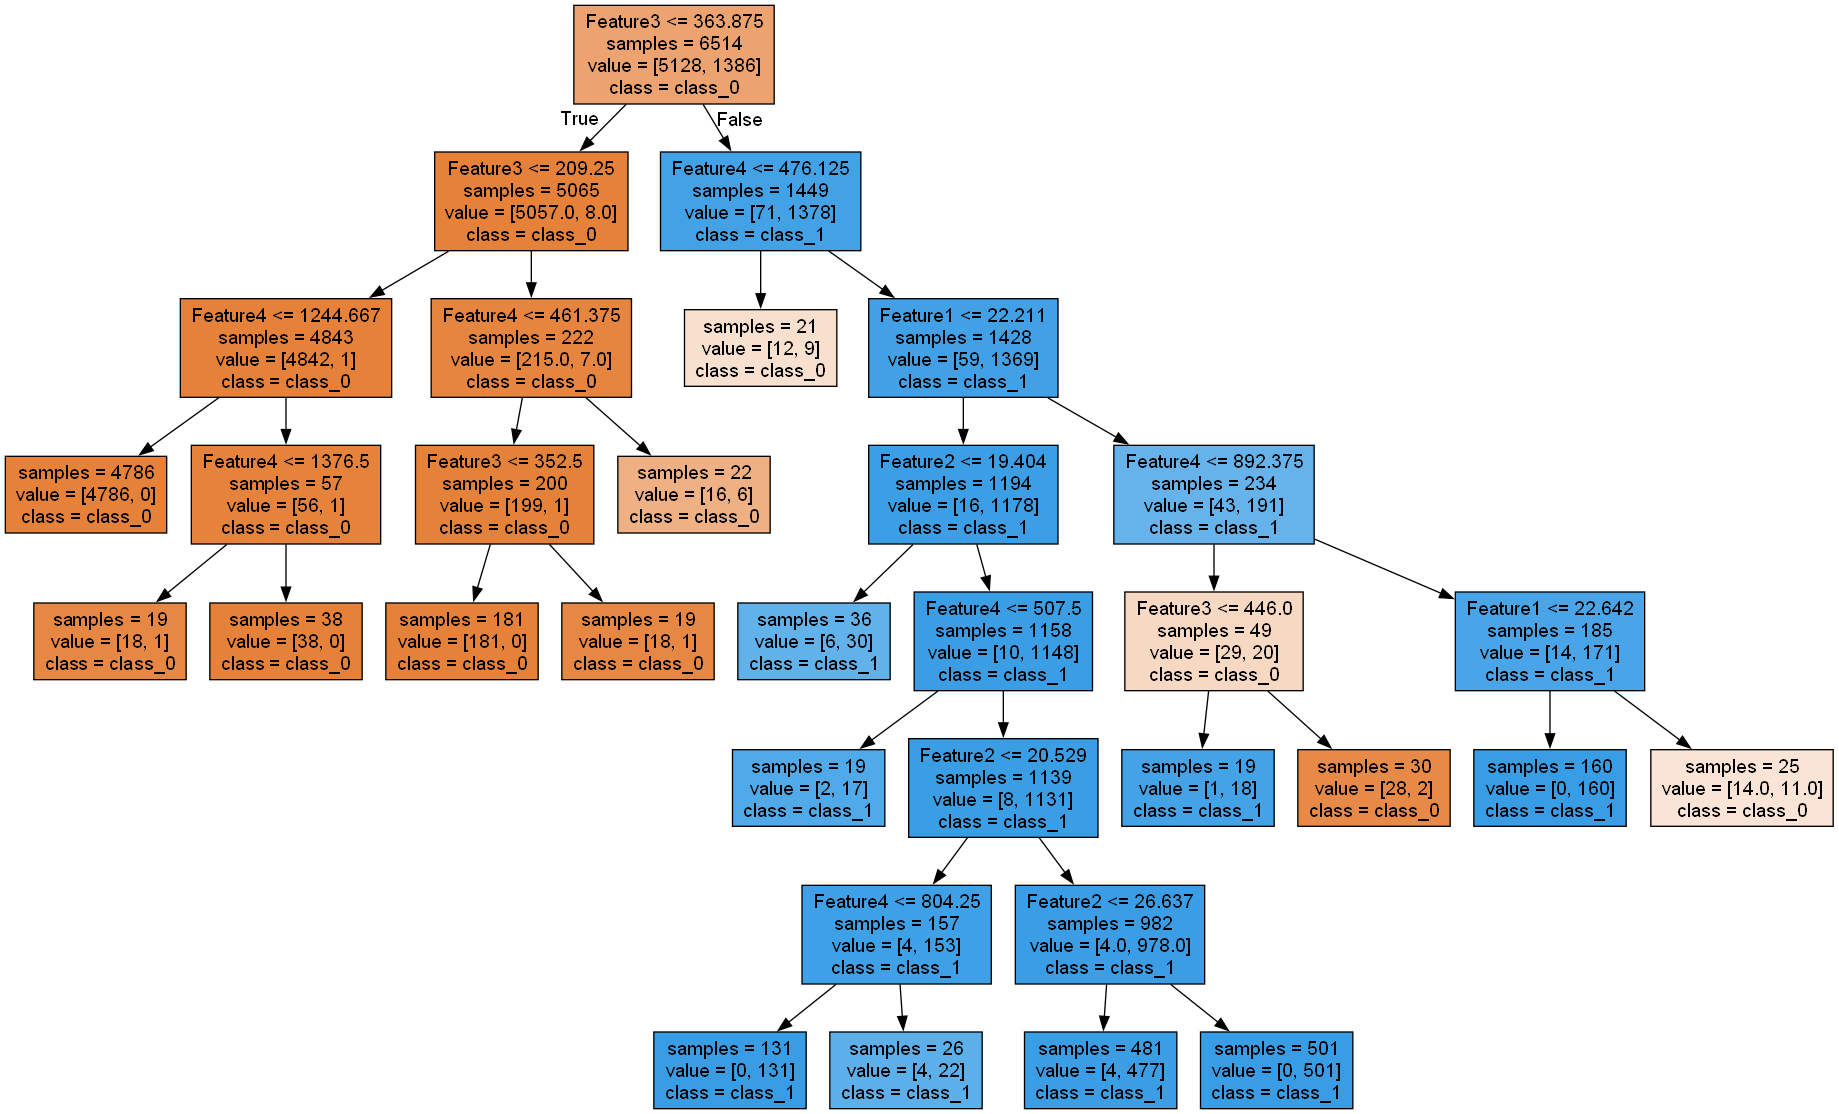 Feature3 <= 363.875
samples = 6514
value = [5128, 1386]
class = class_0
True
False
Feature3 <= 209.25
samples = 5065
value = [5057.0, 8.0]
class = class_0
Feature4 <= 476.125
samples = 1449
value = [71, 1378]
class = class_1
Feature4 <= 1244.667
samples = 4843
value = [4842, 1]
class = class_0
Feature4 <= 461.375
samples = 222
value = [215.0, 7.0]
class = class_0
samples = 21
value = [12, 9]
class = class_0
Feature1 <= 22.211
samples = 1428
value = [59, 1369]
class = class_1
samples = 4786
value = [4786, 0]
class = class_0
Feature4 <= 1376.5
samples = 57
value = [56, 1]
class = class_0
Feature3 <= 352.5
samples = 200
value = [199, 1]
class = class_0
samples = 22
value = [16, 6]
class = class_0
Feature2 <= 19.404
samples = 1194
value = [16, 1178]
class = class_1
Feature4 <= 892.375
samples = 234
value = [43, 191]
class = class_1
samples = 19
value = [18, 1]
class = class_0
samples = 38
value = [38, 0]
class = class_0
samples = 181
value = [181, 0]
class = class_0
samples = 19
value = [18, 1]
class = class_0
samples = 36
value = [6, 30]
class = class_1
Feature4 <= 507.5
samples = 1158
value = [10, 1148]
class = class_1
Feature3 <= 446.0
samples = 49
value = [29, 20]
class = class_0
Feature1 <= 22.642
samples = 185
value = [14, 171]
class = class_1
samples = 19
value = [2, 17]
class = class_1
Feature2 <= 20.529
samples = 1139
value = [8, 1131]
class = class_1
samples = 19
value = [1, 18]
class = class_1
samples = 30
value = [28, 2]
class = class_0
samples = 160
value = [0, 160]
class = class_1
samples = 25
value = [14.0, 11.0]
class = class_0
Feature4 <= 804.25
samples = 157
value = [4, 153]
class = class_1
Feature2 <= 26.637
samples = 982
value = [4.0, 978.0]
class = class_1
samples = 131
value = [0, 131]
class = class_1
samples = 26
value = [4, 22]
class = class_1
samples = 481
value = [4, 477]
class = class_1
samples = 501
value = [0, 501]
class = class_1